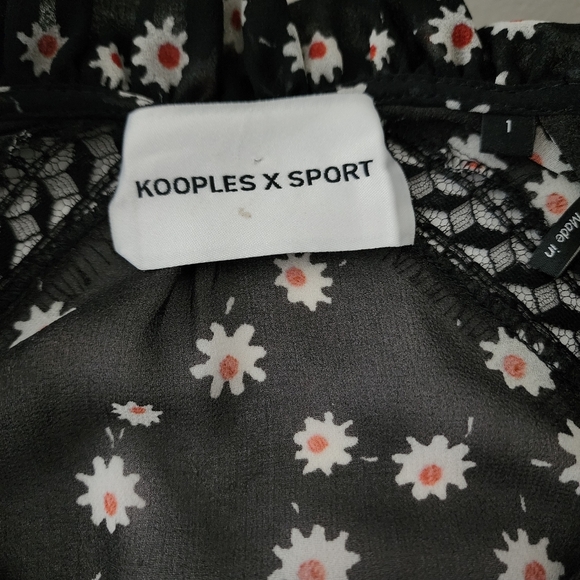 KOOPLES X SPORT
1
Made in